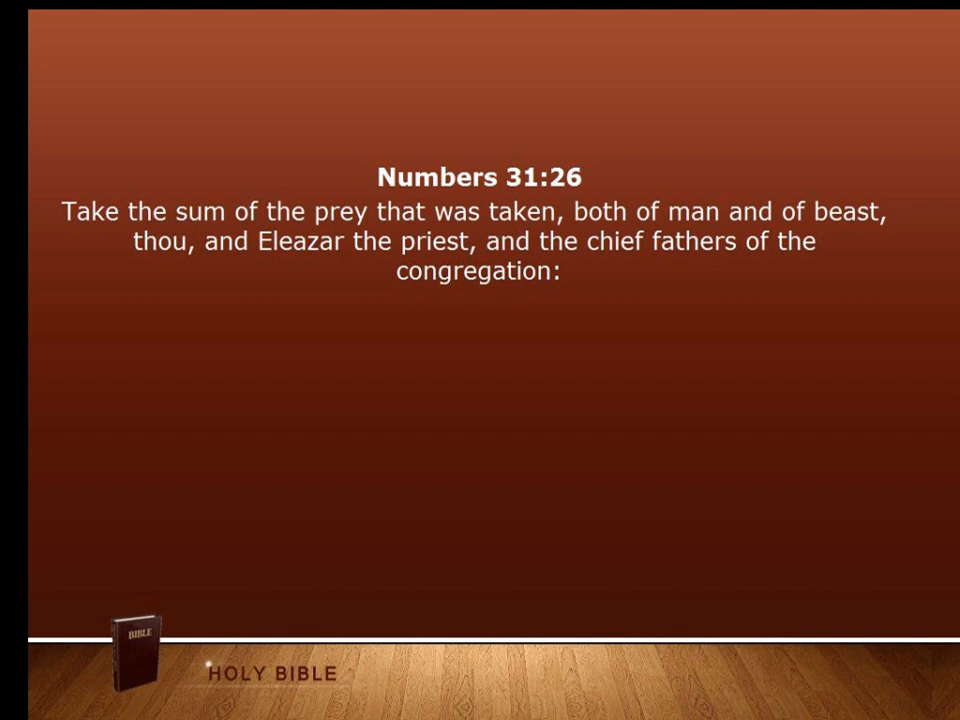 Numbers 31:26
Take the sum of the prey that was taken, both of man and of beast,
thou, and Eleazar the priest, and the chief fathers of the
congregation:
BIBLE
HOLY BIBLE